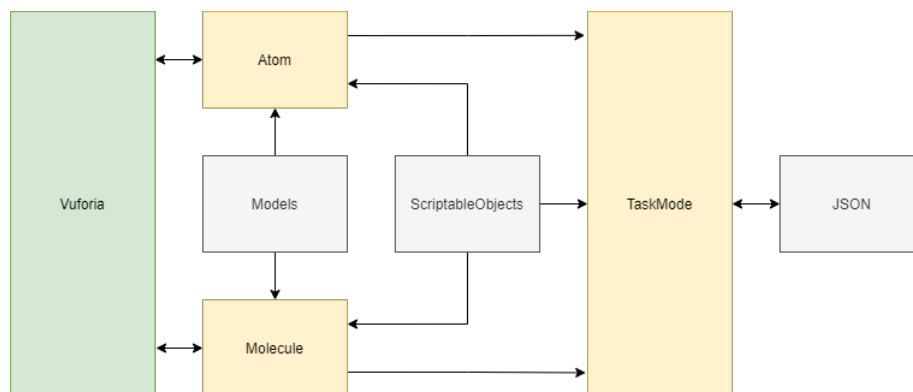 Atom
Vuforia
Models
ScriptableObjects
TaskMode
JSON
Molecule